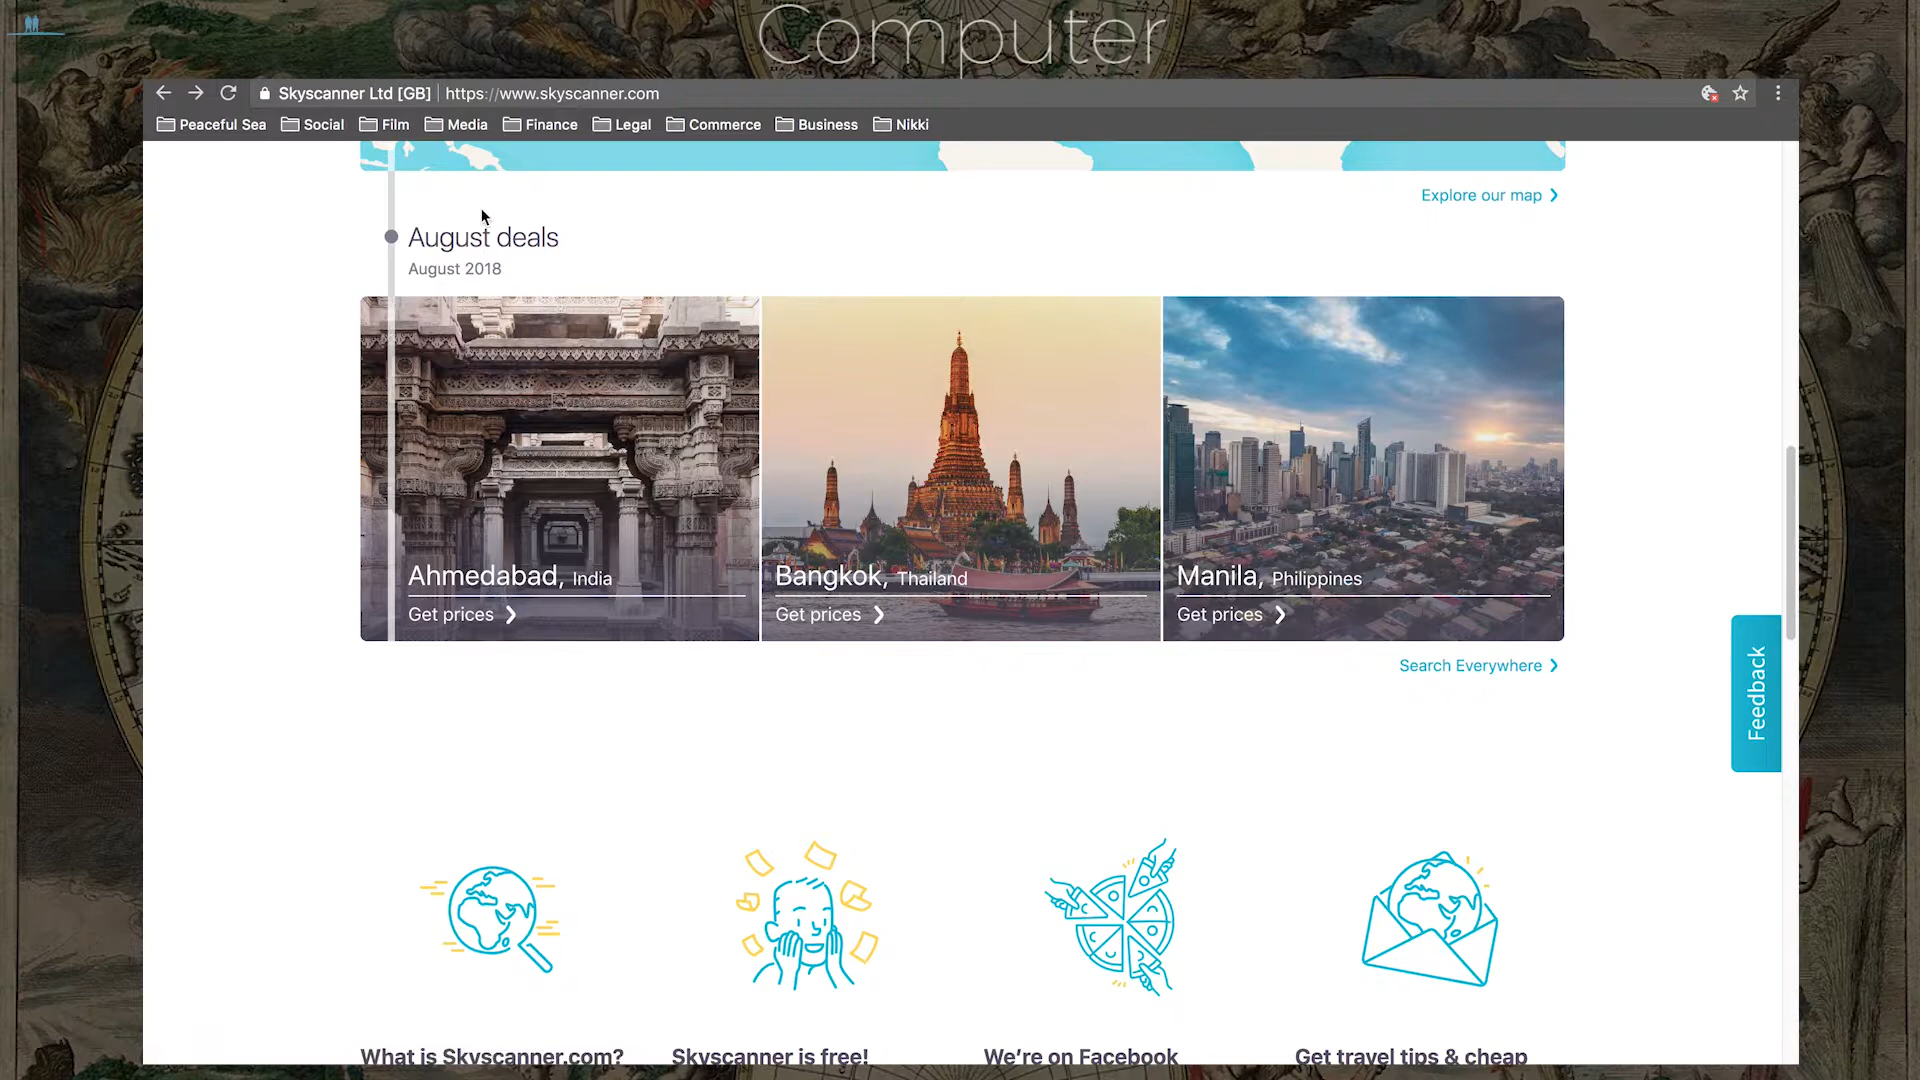 Computer
Skyscanner Ltd [GB] | https://www.skyscanner.com
Peaceful Sea Social Film Media Finance Legal Commerce Business Nikki
Explore our map
August deals
August 2018
Ahmedabad, India
Get prices
Bangkok, Thailand
Get prices
Manila, Philippines
Get prices
Search Everywhere
Feedback
What is Skyscanner.com?
Skyscanner is free!
We're on Facebook
Get travel tips & cheap